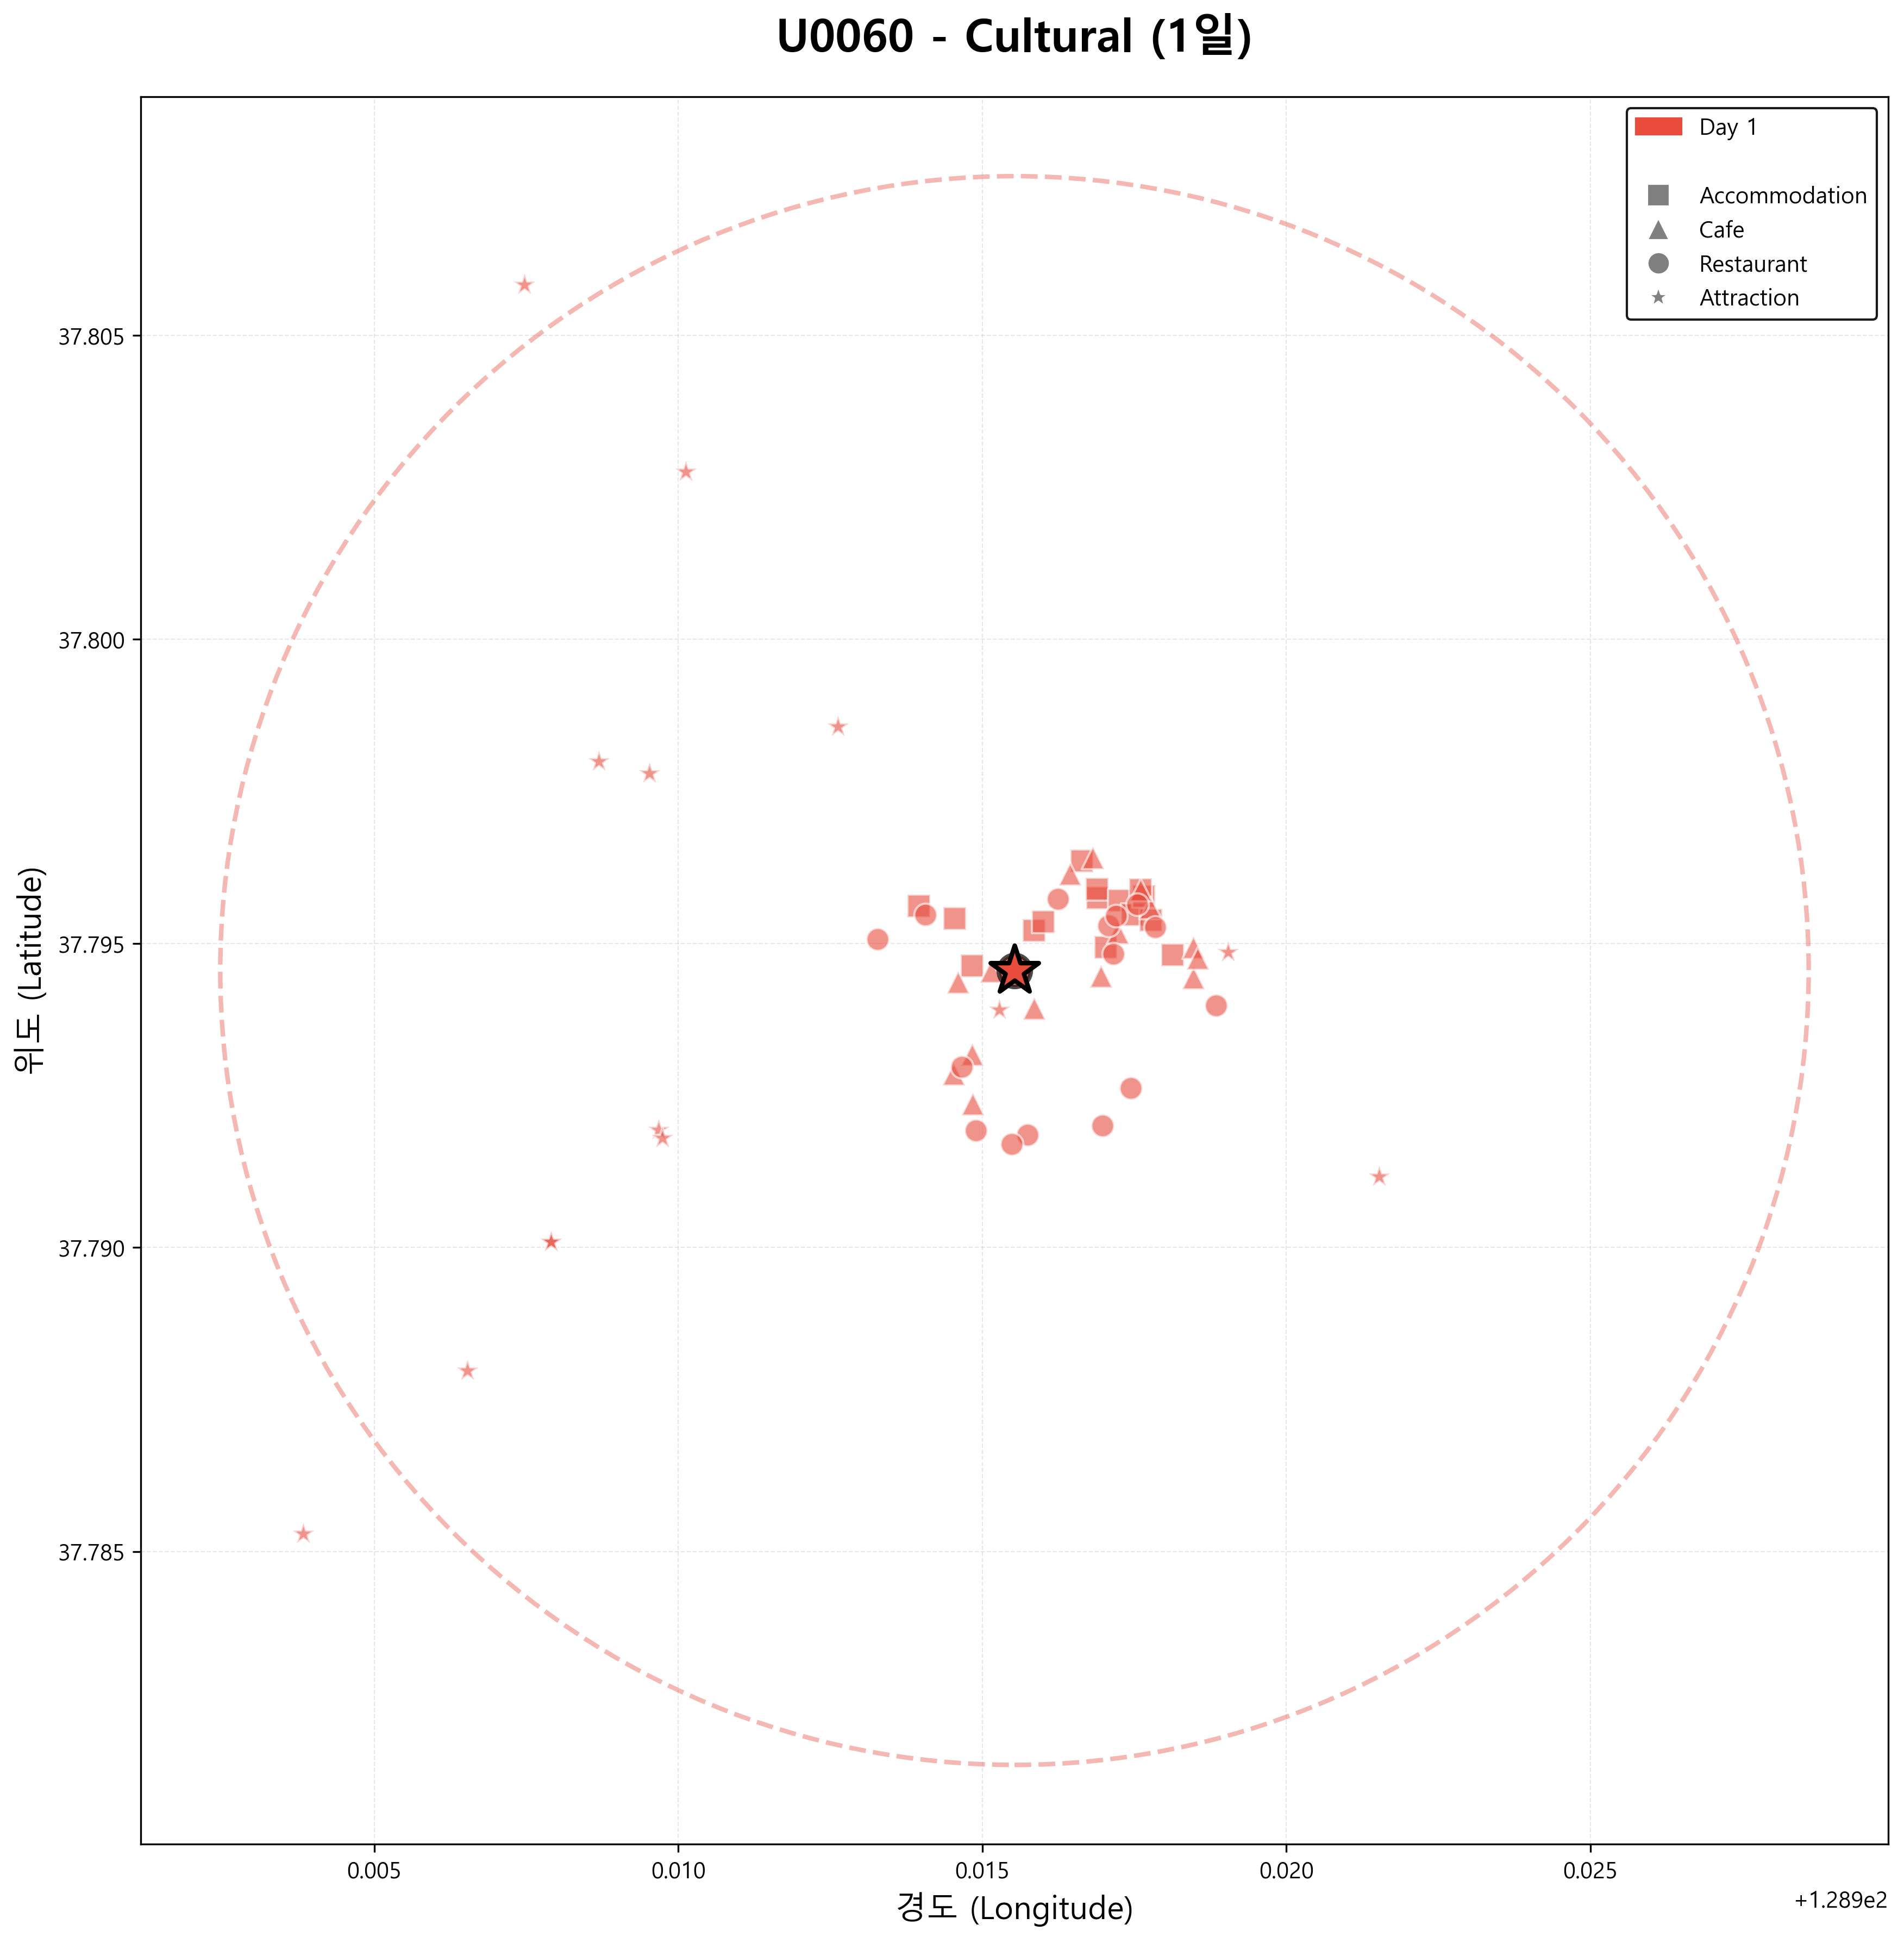 U0060 - Cultural (1일)
Day 1
Accommodation
Cafe
Restaurant
Attraction
위도 (Latitude)
37.805
37.800
37.795
37.790
37.785
0.005
0.010
0.015
0.020
0.025
+1.289e2
경도 (Longitude)